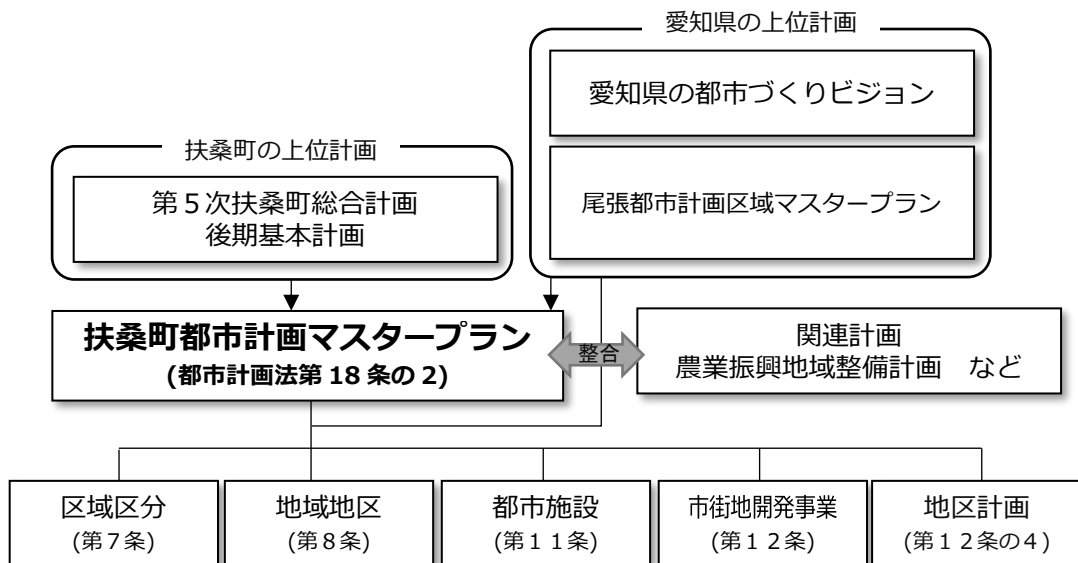 愛知県の上位計画
愛知県の都市づくりビジョン
尾張都市計画区域マスタープラン
扶桑町の上位計画
第５次扶桑町総合計画
後期基本計画
扶桑町都市計画マスタープラン
(都市計画法第 18 条の 2)
整合
関連計画
農業振興地域整備計画　など
区域区分
(第７条)
地域地区
(第８条)
都市施設
(第１１条)
市街地開発事業
(第１２条)
地区計画
(第１２条の４)